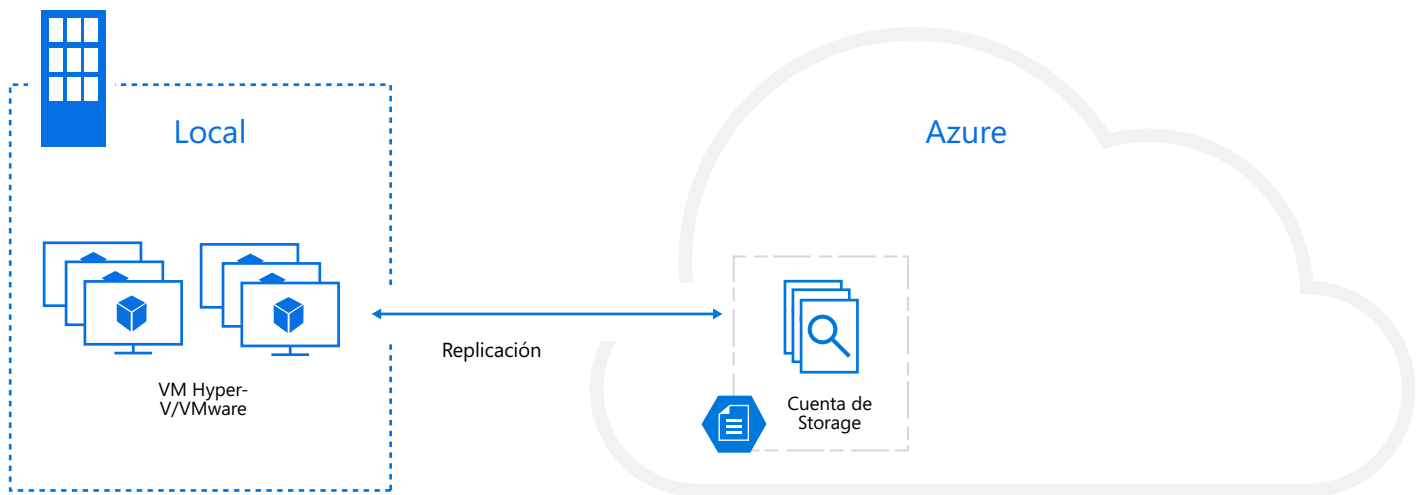 Local
Azure
Replicación
VM Hyper-
V/VMware
Cuenta de
Storage